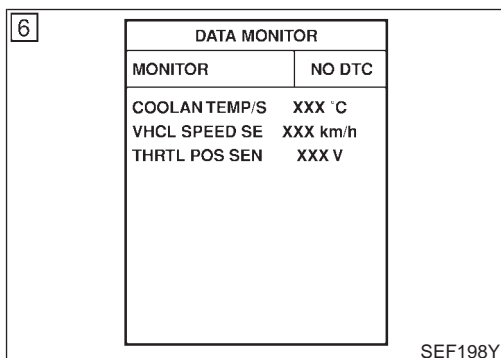 6
DATA MONITOR
MONITOR NO DTC
COOLAN TEMP/S XXX °C
VHCL SPEED SE XXX km/h
THRTL POS SEN XXX V
SEF198Y